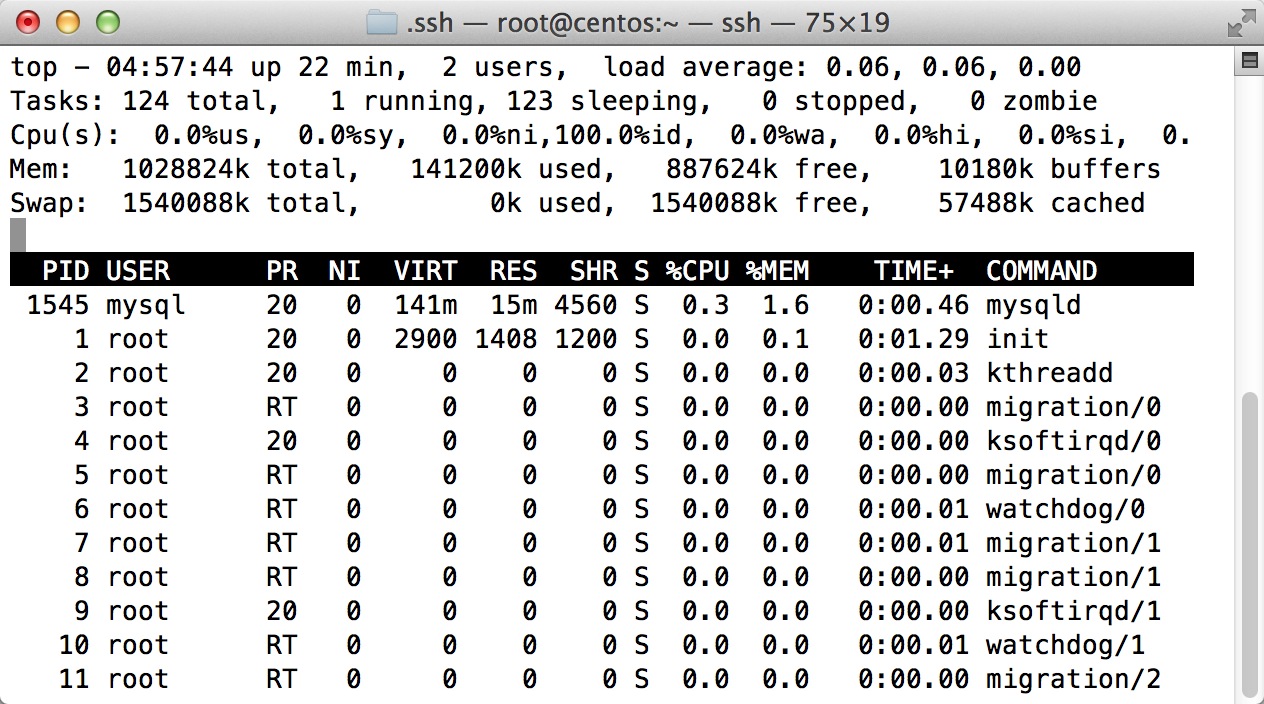 .ssh — root@centos:~ — ssh — 75×19
top - 04:57:44 up 22 min,  2 users,  load average: 0.06, 0.06, 0.00
Tasks: 124 total,   1 running, 123 sleeping,   0 stopped,   0 zombie
Cpu(s):  0.0%us,  0.0%sy,  0.0%ni,100.0%id,  0.0%wa,  0.0%hi,  0.0%si,  0.
Mem:   1028824k total,   141200k used,   887624k free,    10180k buffers
Swap:  1540088k total,        0k used,  1540088k free,    57488k cached
  PID USER      PR  NI  VIRT  RES  SHR S %CPU %MEM    TIME+  COMMAND
 1545 mysql     20   0  141m  15m 4560 S  0.3  1.6   0:00.46 mysqld
    1 root      20   0  2900 1408 1200 S  0.0  0.1   0:01.29 init
    2 root      20   0     0    0    0 S  0.0  0.0   0:00.03 kthreadd
    3 root      RT   0     0    0    0 S  0.0  0.0   0:00.00 migration/0
    4 root      20   0     0    0    0 S  0.0  0.0   0:00.00 ksoftirqd/0
    5 root      RT   0     0    0    0 S  0.0  0.0   0:00.00 migration/0
    6 root      RT   0     0    0    0 S  0.0  0.0   0:00.01 watchdog/0
    7 root      RT   0     0    0    0 S  0.0  0.0   0:00.01 migration/1
    8 root      RT   0     0    0    0 S  0.0  0.0   0:00.00 migration/1
    9 root      20   0     0    0    0 S  0.0  0.0   0:00.00 ksoftirqd/1
   10 root      RT   0     0    0    0 S  0.0  0.0   0:00.01 watchdog/1
   11 root      RT   0     0    0    0 S  0.0  0.0   0:00.00 migration/2